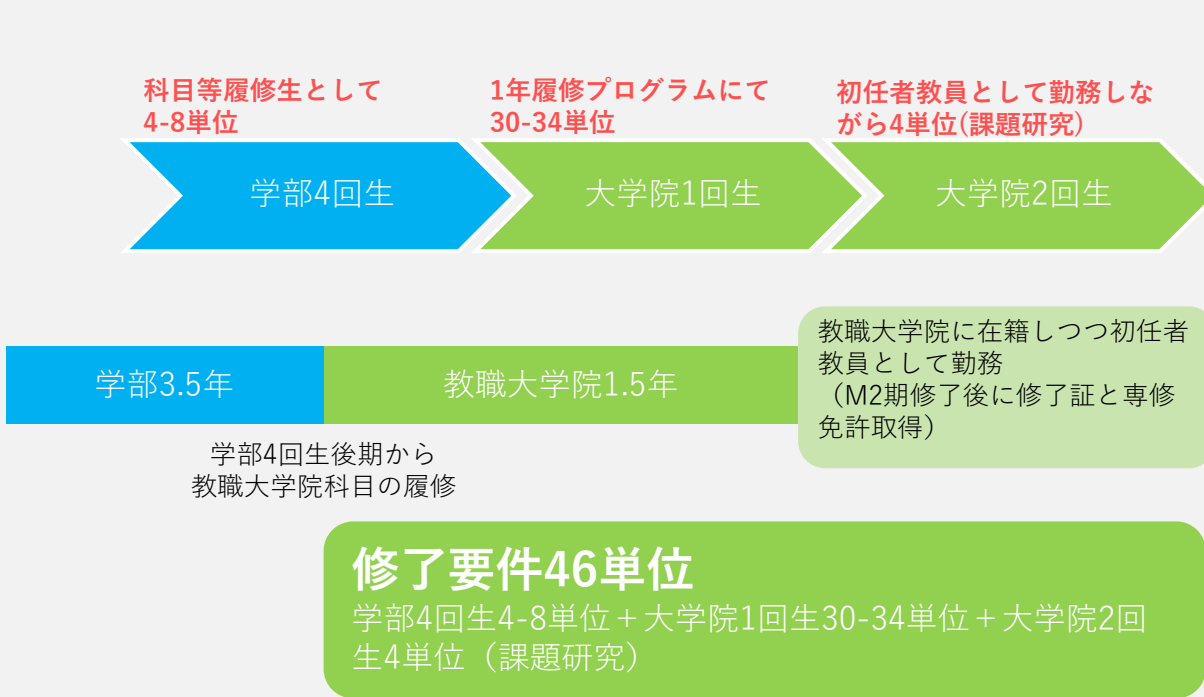 科目等履修生として
4-8単位
1年履修プログラムにて
30-34単位
初任者教員として勤務しな
がら4単位(課題研究)
学部4回生
大学院1回生
大学院2回生
学部3.5年
教職大学院1.5年
教職大学院に在籍しつつ初任者
教員として勤務
（M2期修了後に修了証と専修
免許取得）
学部4回生後期から
教職大学院科目の履修
修了要件46単位
学部4回生4-8単位＋大学院1回生30-34単位＋大学院2回
生4単位（課題研究）